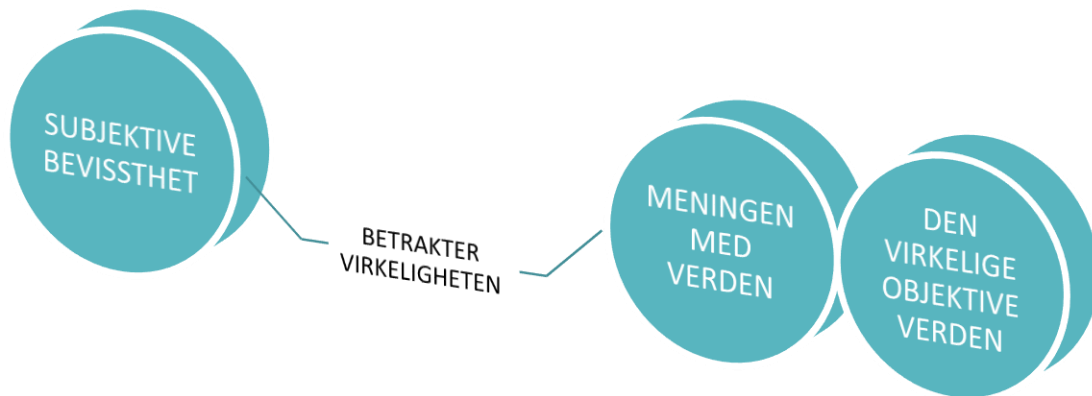 SUBJEKTIVE
BEVISSTHET
BETRAKTER
VIRKELIGHETEN
MENINGEN
MED
VERDEN
DEN
VIRKELIGE
OBJEKTIVE
VERDEN